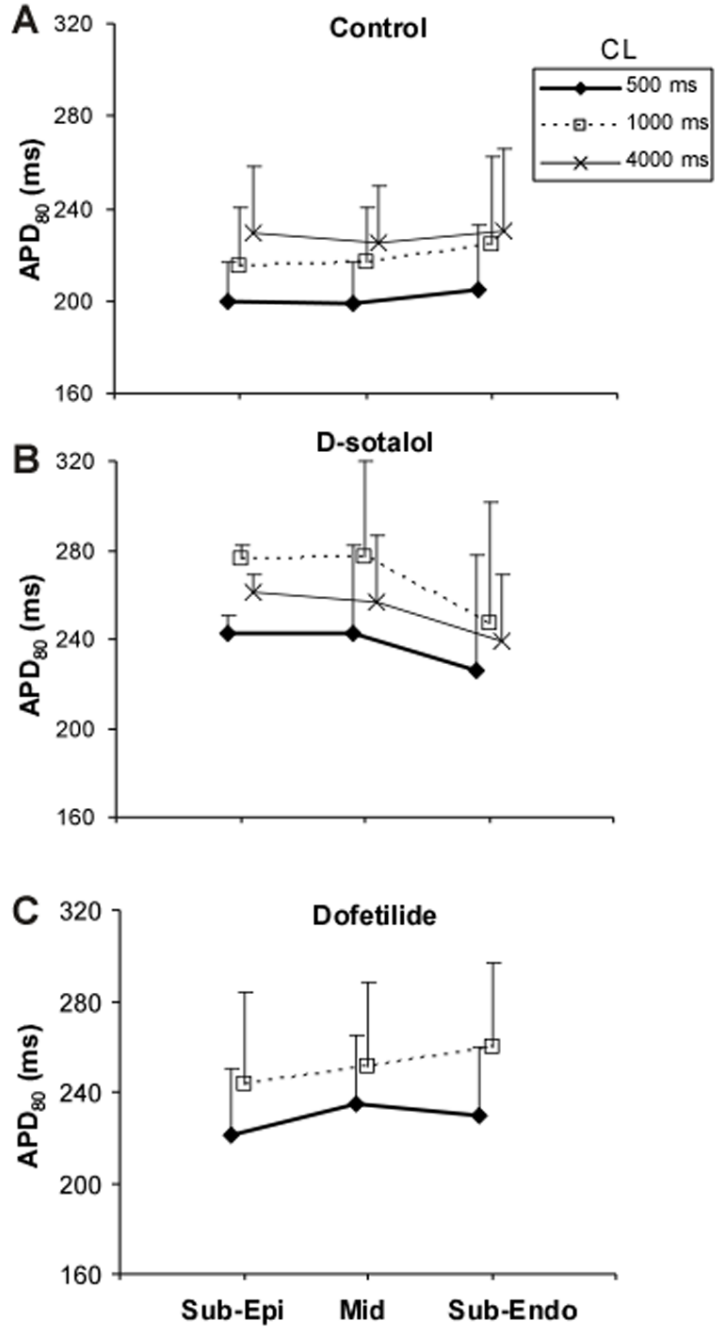 A
Control
CL
500 ms
1000 ms
4000 ms
APD80 (ms)
320
280
240
200
160
B
D-sotalol
APD80 (ms)
320
280
240
200
160
C
Dofetilide
APD80 (ms)
320
280
240
200
160
Sub-Epi Mid Sub-Endo